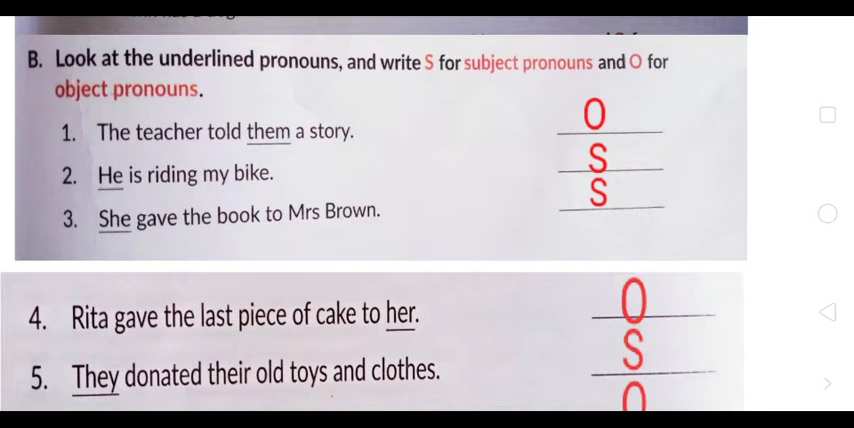 B. Look at the underlined pronouns, and write S for subject pronouns and O for
object pronouns.
1. The teacher told them a story. O
2. He is riding my bike. S
3. She gave the book to Mrs Brown. S
4. Rita gave the last piece of cake to her. O
5. They donated their old toys and clothes. S
O